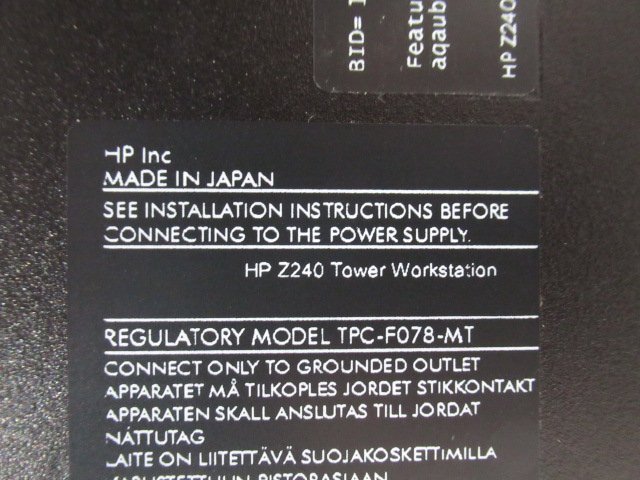 BID=
Featu
aqaub
HP Z240
HP Inc
MADE IN JAPAN
SEE INSTALLATION INSTRUCTIONS BEFORE
CONNECTING TO THE POWER SUPPLY.
HP Z240 Tower Workstation
REGULATORY MODEL TPC-F078-MT
CONNECT ONLY TO GROUNDED OUTLET
APPARATET MÅ TILKOPLES JORDET STIKKONTAKT
APPARATEN SKALL ANSLUTAS TILL JORDAT
NÄTTUTAG
LAITE ON LIITETTÄVÄ SUOJAKOSKETTIMILLA